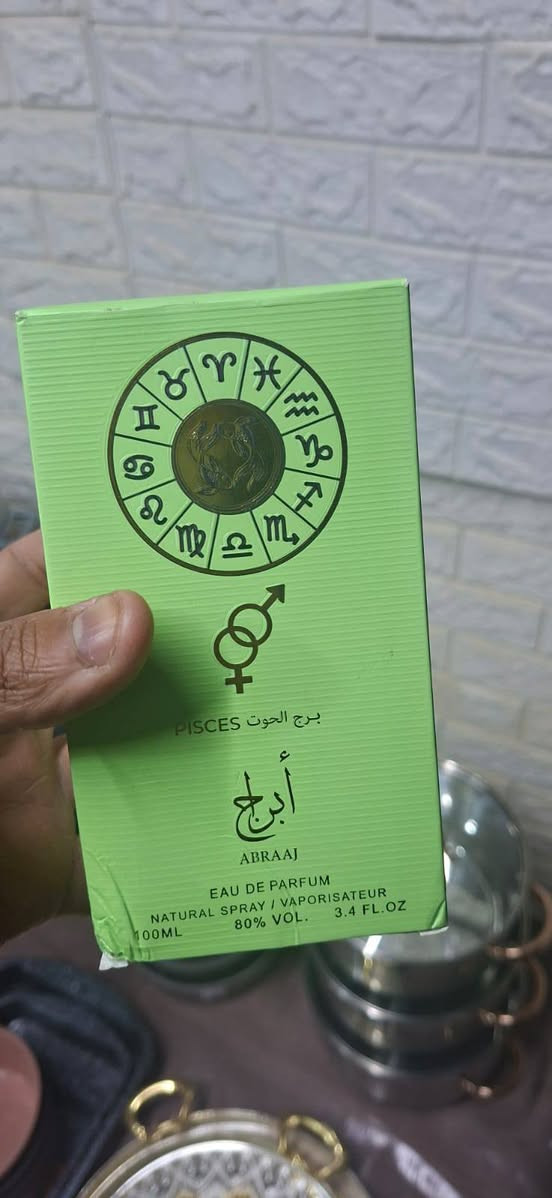 PISCES برج الحوت
أبراج
ABRAAJ
EAU DE PARFUM
NATURAL SPRAY / VAPORISATEUR
100ML 80% VOL. 3.4 FL.OZ